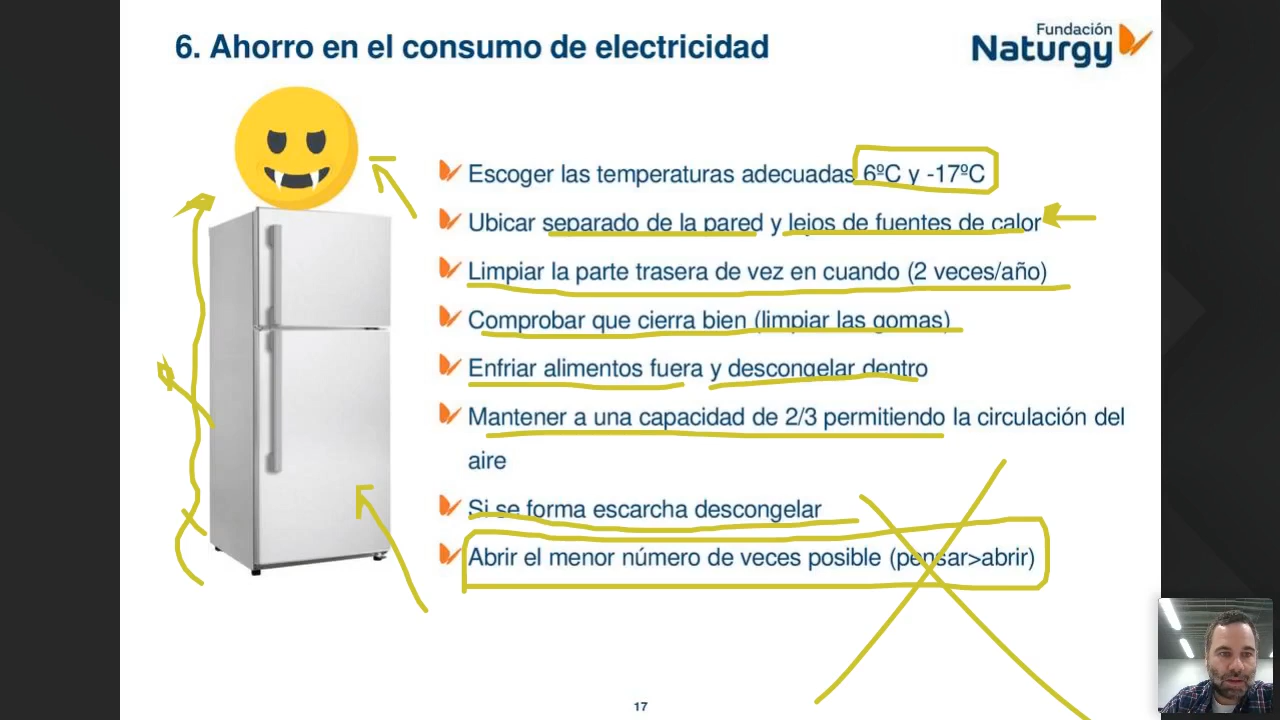 6. Ahorro en el consumo de electricidad
Fundación
Naturgy
Escoger las temperaturas adecuadas 6ºC y -17ºC
Ubicar separado de la pared y lejos de fuentes de calor
Limpiar la parte trasera de vez en cuando (2 veces/año)
Comprobar que cierra bien (limpiar las gomas)
Enfriar alimentos fuera y descongelar dentro
Mantener a una capacidad de 2/3 permitiendo la circulación del
aire
Si se forma escarcha descongelar
Abrir el menor número de veces posible (pensar>abrir)
17